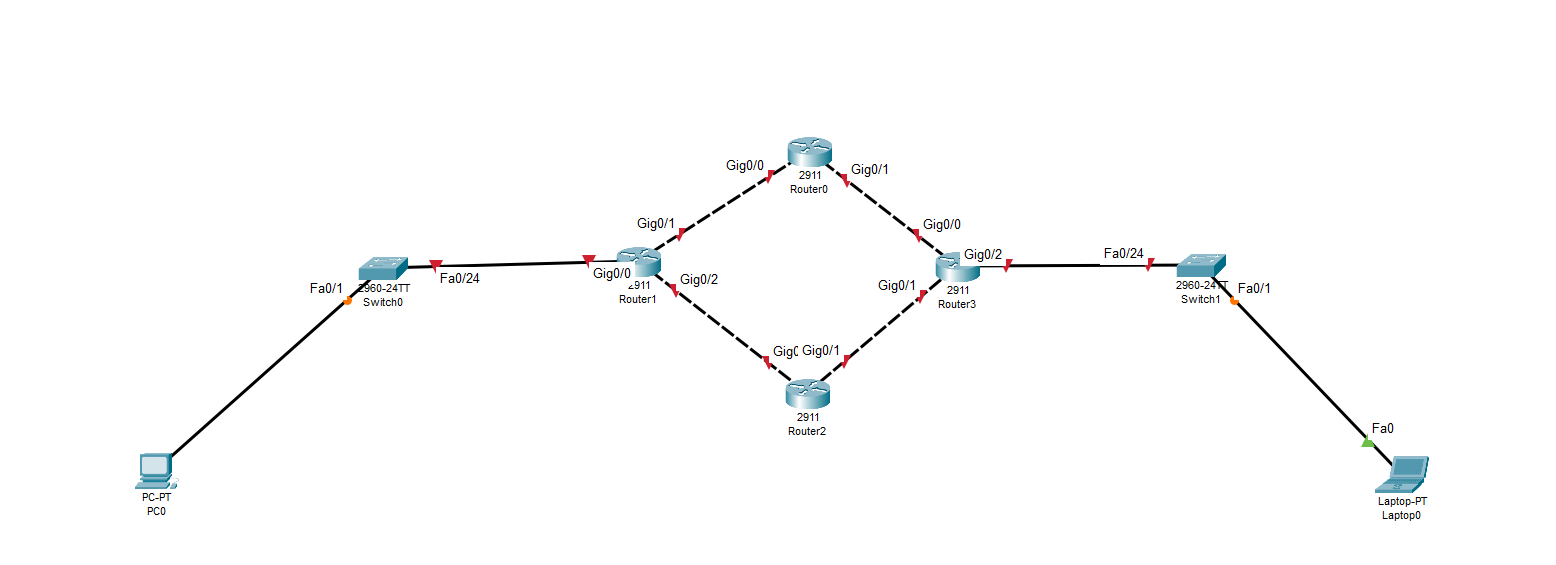 2911
Router0
Gig0/0
Gig0/1
Gig0/1
Gig0/0
Gig0/0
2911
Router1
Gig0/2
Gig0/2
2911
Router3
Gig0/1
Fa0/24
2960-24TT
Switch0
Fa0/1
Fa0/24
2960-24TT
Switch1
Fa0/1
Gig0/1
2911
Router2
Fa0
PC-PT
PC0
Laptop-PT
Laptop0